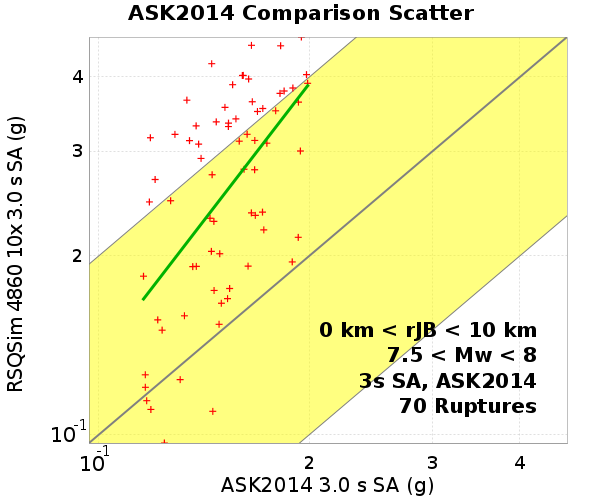 ASK2014 Comparison Scatter
RSQSim 4860 10x 3.0 s SA (g)
4
3
2
10-1
0 km < rJB < 10 km
7.5 < Mw < 8
3s SA, ASK2014
70 Ruptures
10-1
2
3
4
ASK2014 3.0 s SA (g)